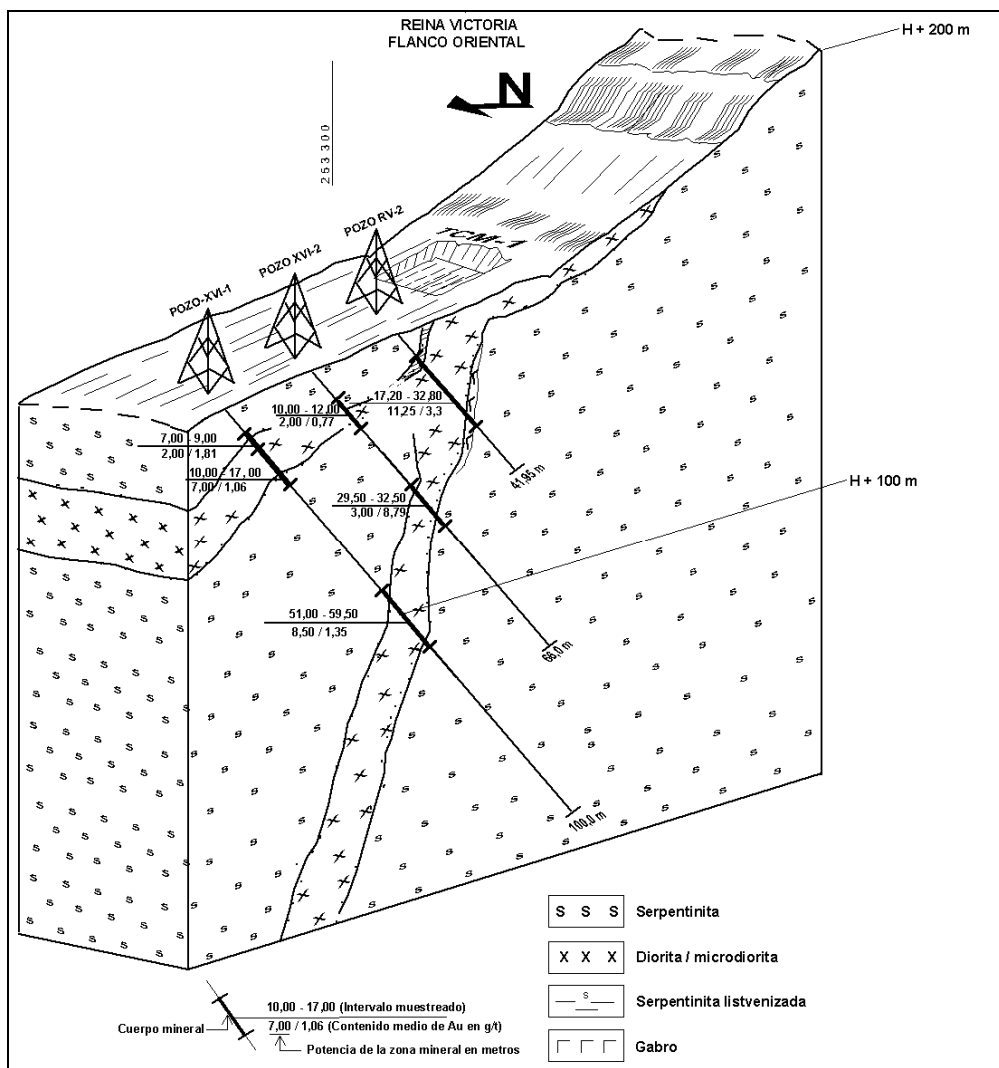 REINA VICTORIA
FLANCO ORIENTAL
H + 200 m
N
253300
POZO-XVI-1
POZO XVI-2
POZO RV-2
TCM-1
17,20 - 32,80
11,25 / 3,3
10,00 - 12,00
2,00 / 0,77
7,00 - 9,00
2,00 / 1,81
10,00 - 17,00
7,00 / 1,06
41,95 m
H + 100 m
29,50 - 32,50
3,00 / 8,79
51,00 - 59,50
8,50 / 1,35
66,0 m
100,0 m
S S S Serpentinita
X X X Diorita / microdiorita
S Serpentinita listvenizada
Gabro
10,00 - 17,00 (Intervalo muestreado)
Cuerpo mineral
7,00 / 1,06 (Contenido medio de Au en g/t)
Potencia de la zona mineral en metros